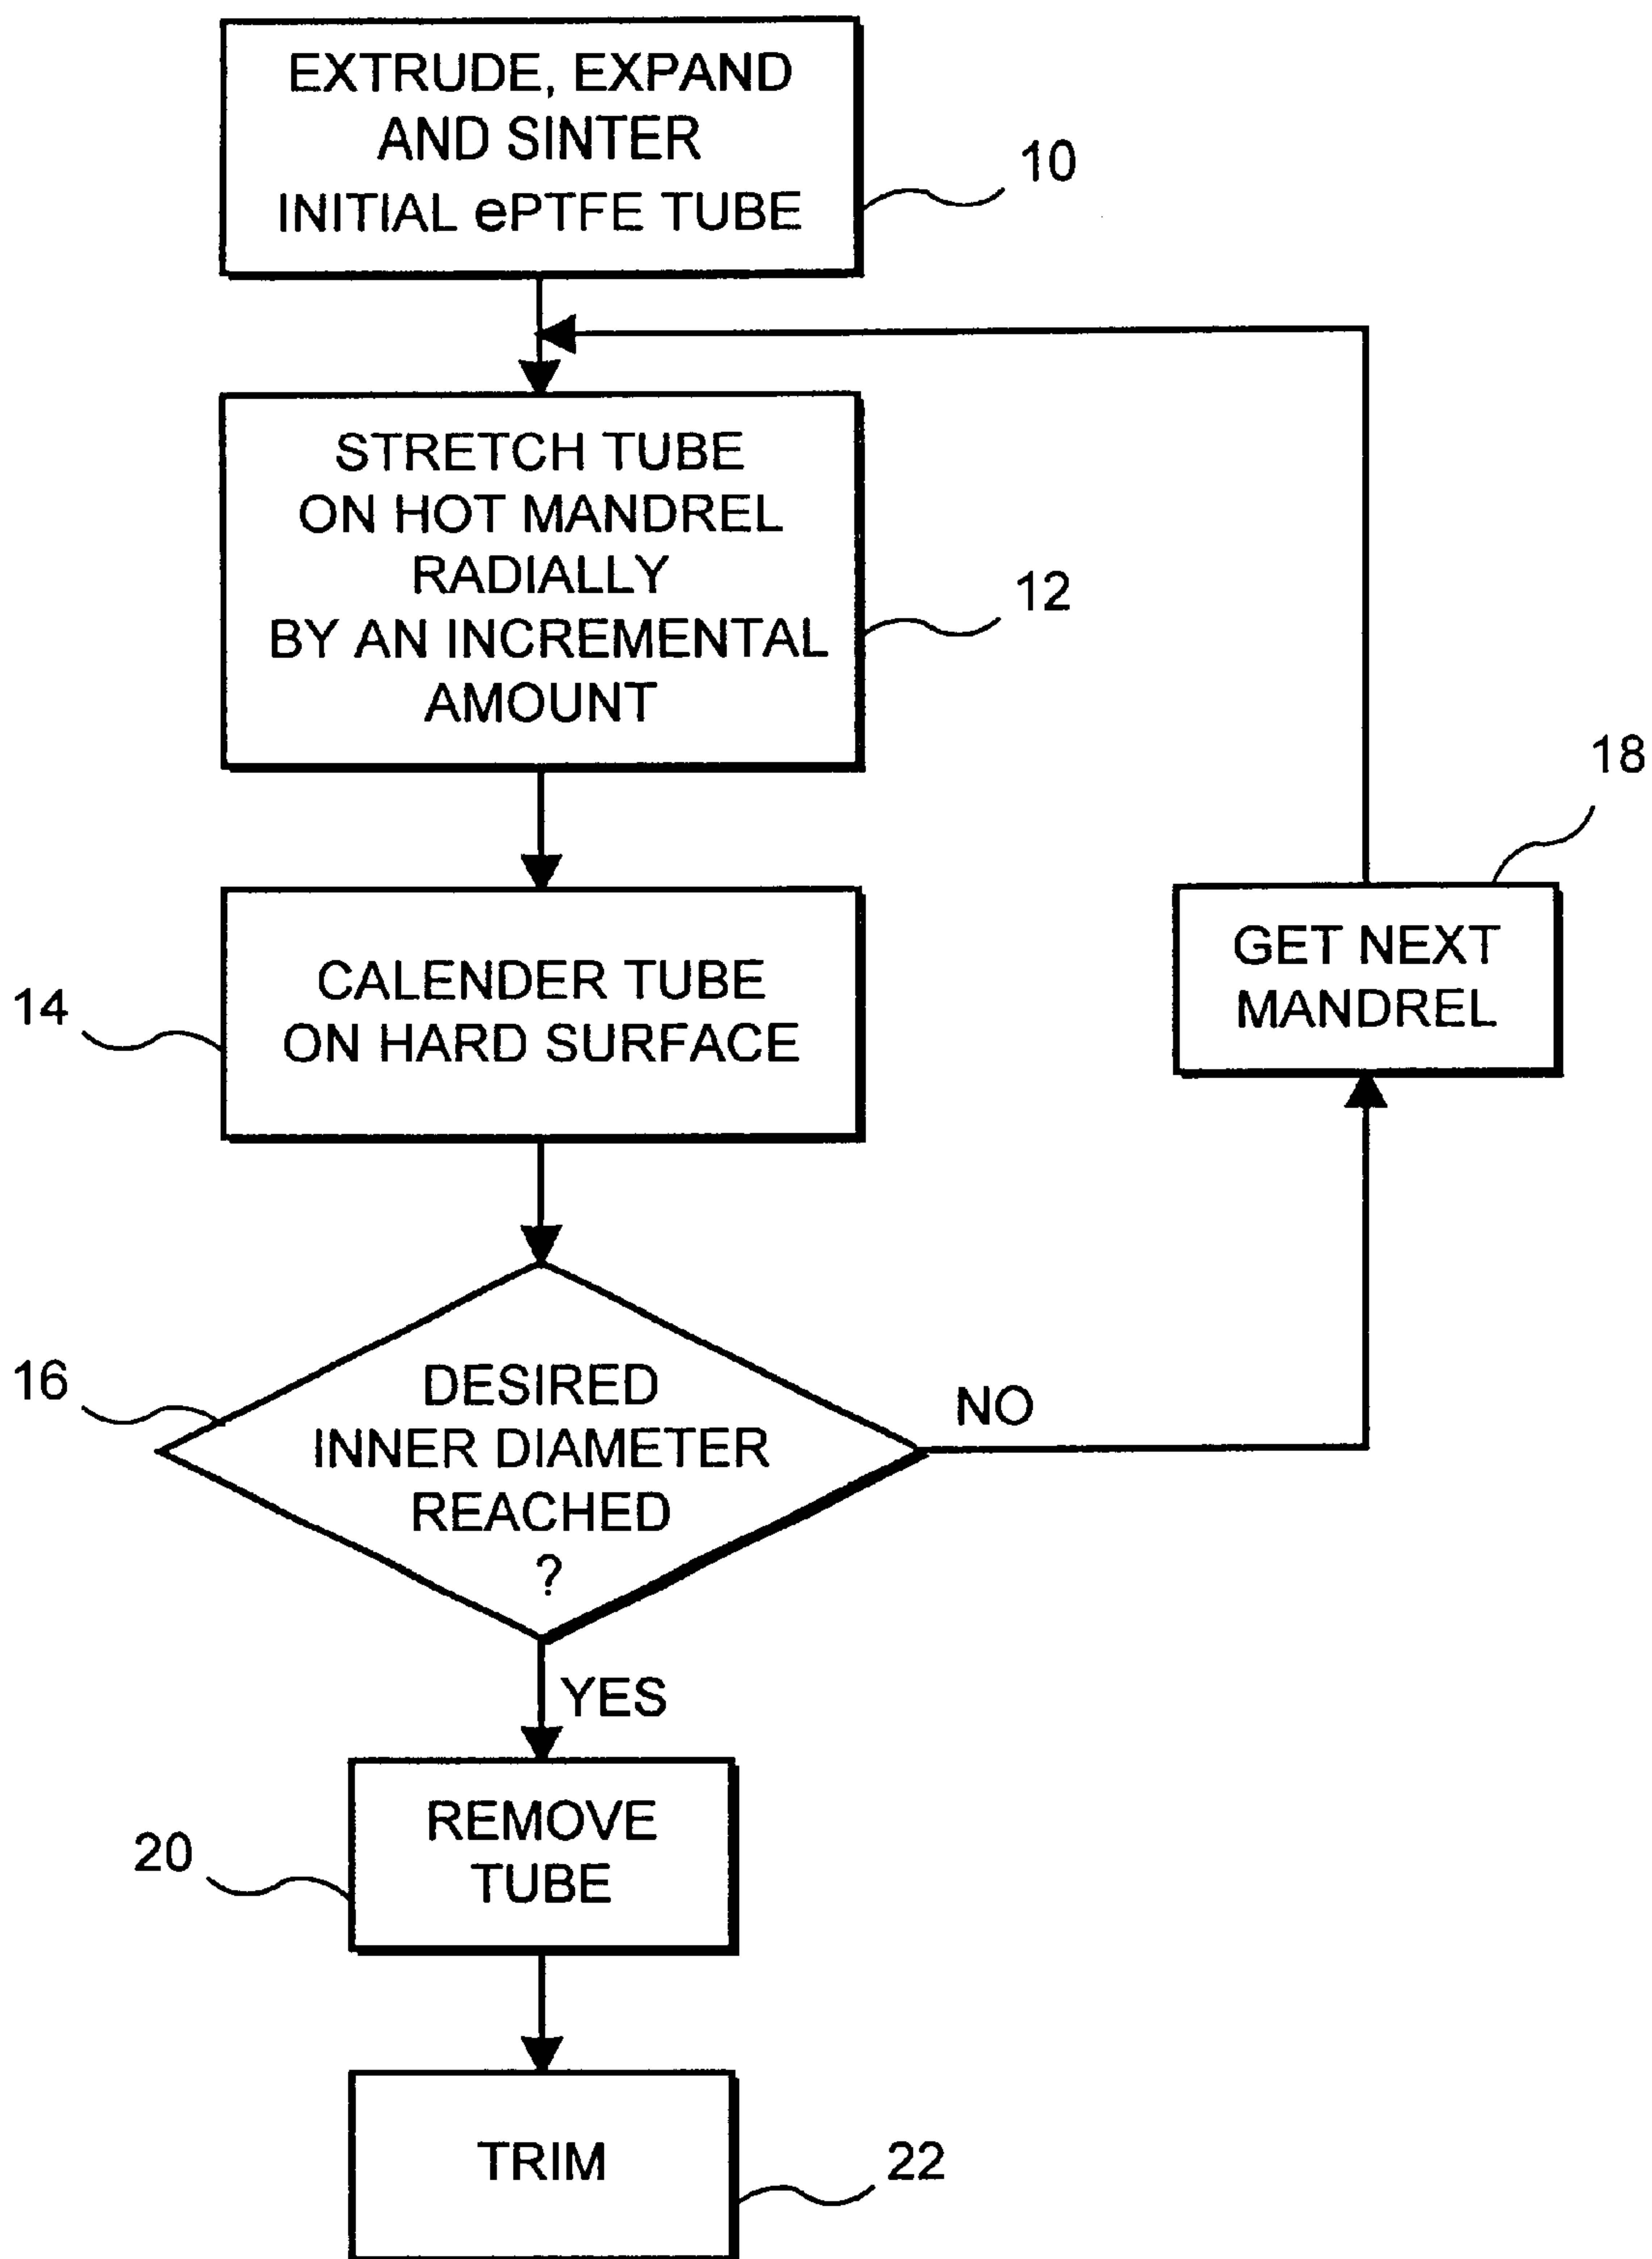 EXTRUDE, EXPAND
AND SINTER
INITIAL ePTFE TUBE
10
STRETCH TUBE
ON HOT MANDREL
RADIALLY
BY AN INCREMENTAL
AMOUNT
12
18
GET NEXT
MANDREL
CALENDER TUBE
ON HARD SURFACE
14
16
DESIRED
INNER DIAMETER
REACHED
?
NO
YES
REMOVE
TUBE
20
TRIM
22